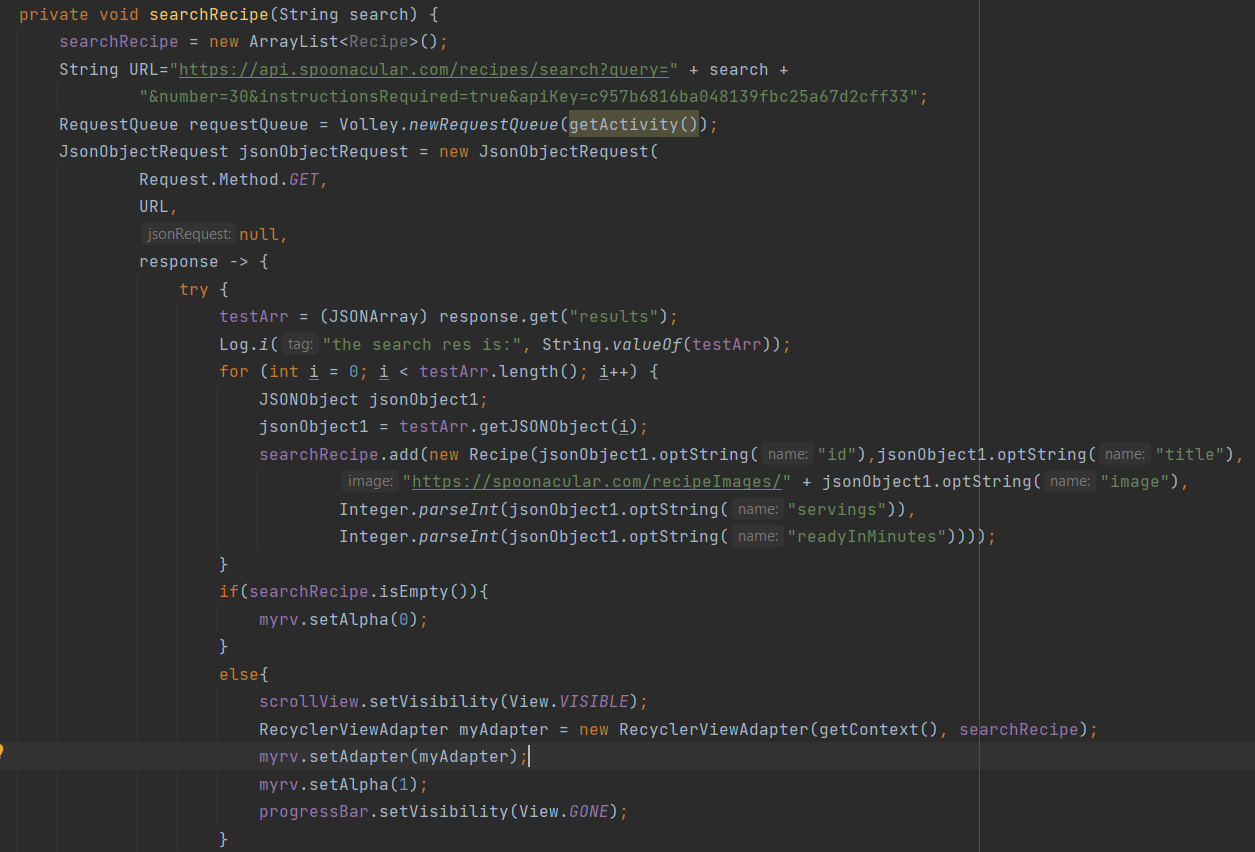 private void searchRecipe(String search) {
searchRecipe = new ArrayList<Recipe>();
String URL="https://api.spoonacular.com/recipes/search?query=" + search +
"&number=30&instructionsRequired=true&apiKey=c957b6816ba048139fbc25a67d2cff33";
RequestQueue requestQueue = Volley.newRequestQueue(getActivity());
JsonObjectRequest jsonObjectRequest = new JsonObjectRequest(
Request.Method.GET,
URL,
jsonRequest: null,
response -> {
try {
testArr = (JSONArray) response.get("results");
Log.i( tag: "the search res is:", String.valueOf(testArr));
for (int i = 0; i < testArr.length(); i++) {
JSONObject jsonObject1;
jsonObject1 = testArr.getJSONObject(i);
searchRecipe.add(new Recipe(jsonObject1.optString( name: "id"),jsonObject1.optString( name: "title"),
image: "https://spoonacular.com/recipeImages/" + jsonObject1.optString( name: "image"),
Integer.parseInt(jsonObject1.optString( name: "servings")),
Integer.parseInt(jsonObject1.optString( name: "readyInMinutes"))));
}
if(searchRecipe.isEmpty()){
myrv.setAlpha(0);
}
else{
scrollView.setVisibility(View.VISIBLE);
RecyclerViewAdapter myAdapter = new RecyclerViewAdapter(getContext(), searchRecipe);
myrv.setAdapter(myAdapter);
myrv.setAlpha(1);
progressBar.setVisibility(View.GONE);
}